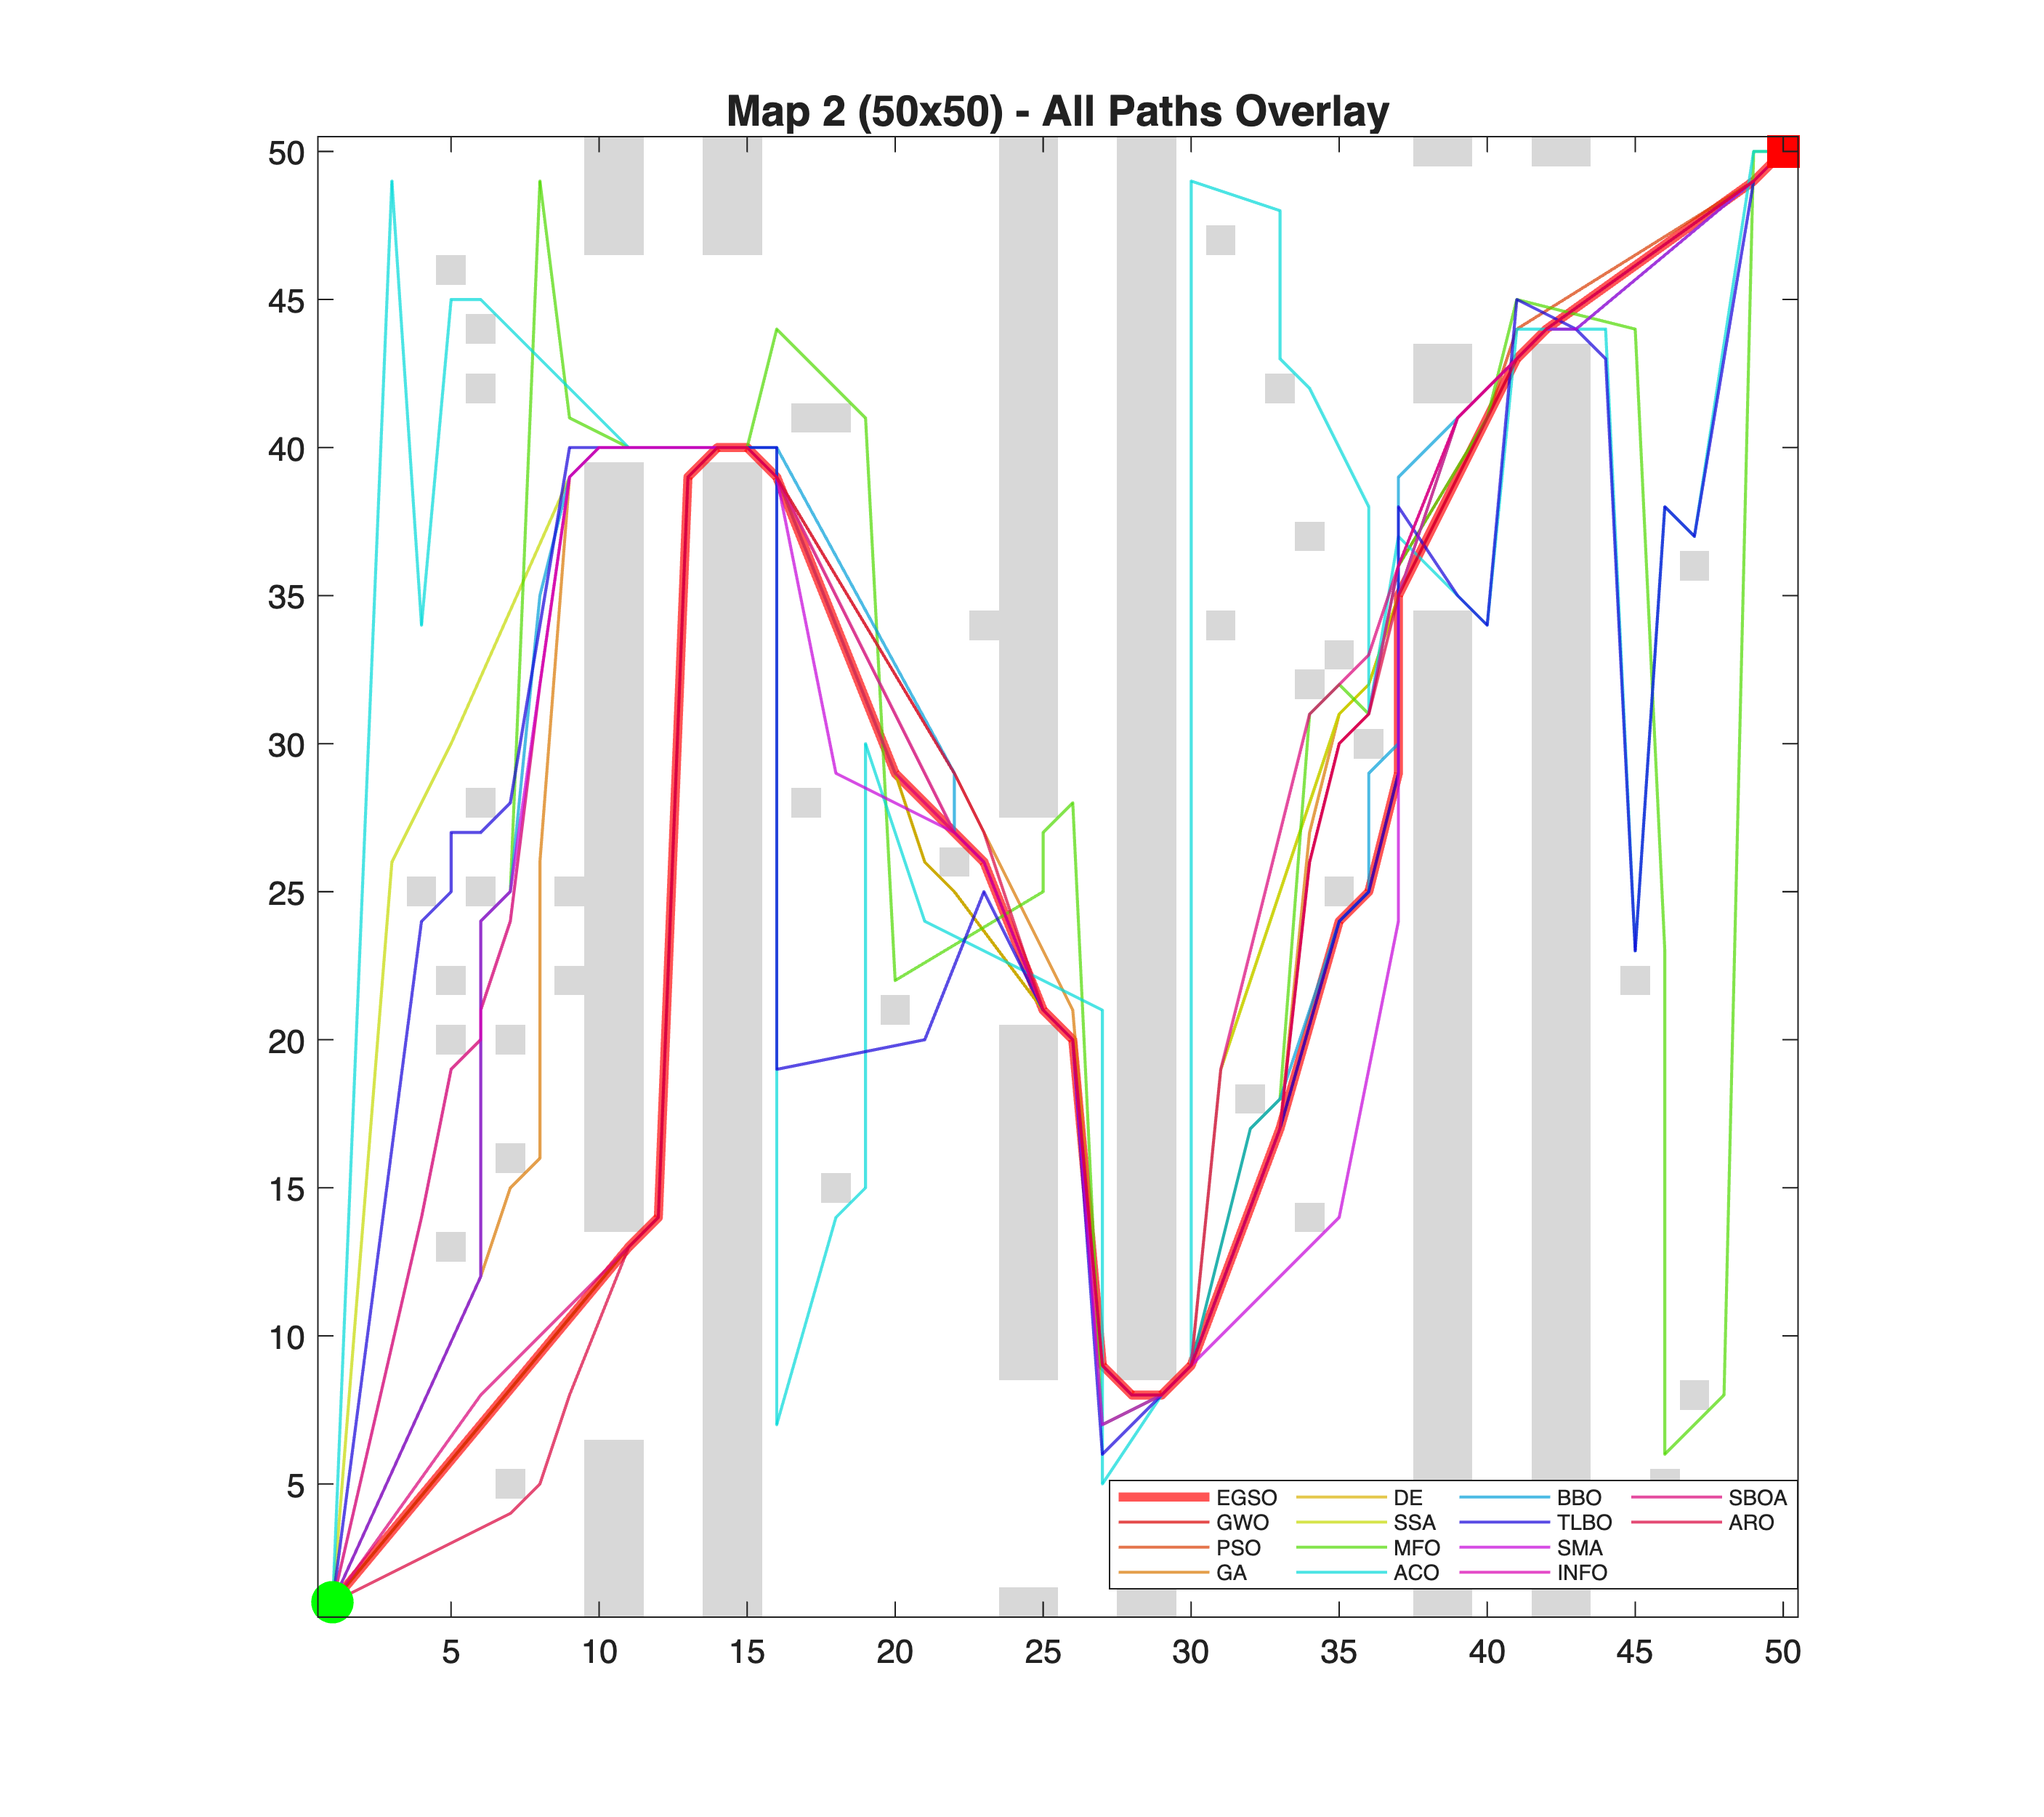 Map 2 (50x50) - All Paths Overlay
50
45
40
35
30
25
20
15
10
5
5 10 15 20 25 30 35 40 45 50
EGSO DE BBO SBOA
GWO SSA TLBO ARO
PSO MFO SMA
GA ACO INFO